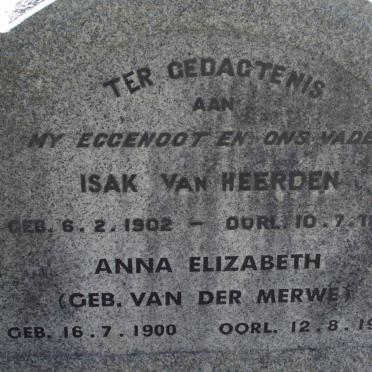 TER GEDAGTENIS
AAN
MY EGGENOOT EN ONS VADE
ISAK VAN HEERDEN
GEB. 6.2.1902 — OORL. 10.7.1
ANNA ELIZABETH
(GEB. VAN DER MERWE)
GEB. 16.7.1900 OORL. 12.8.19